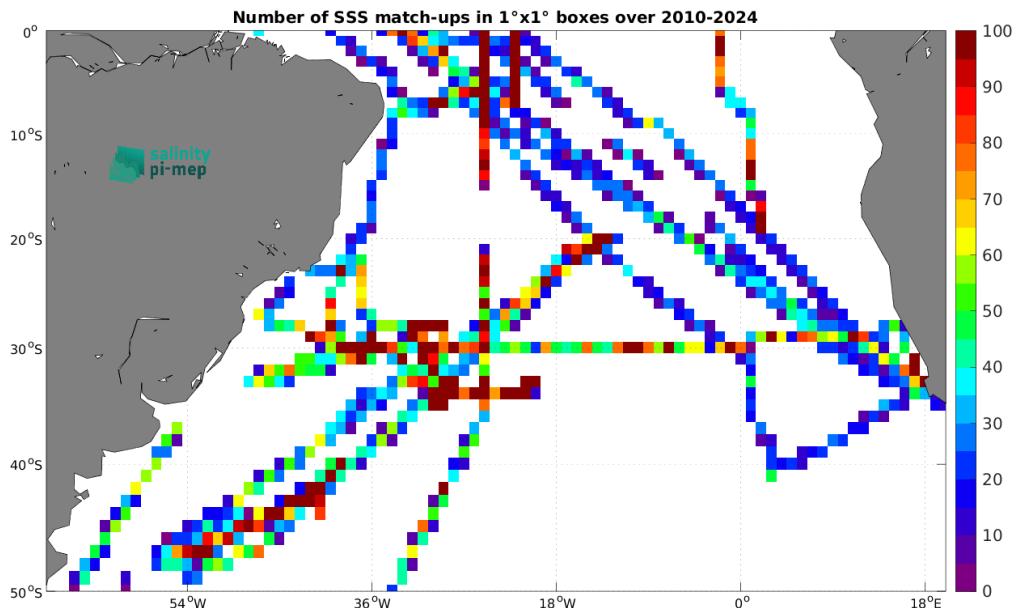 Number of SSS match-ups in 1°x1° boxes over 2010-2024
0°
10°S
20°S
30°S
40°S
50°S
54°W
36°W
18°W
0°
18°E
salinity
pi-mep
100
90
80
70
60
50
40
30
20
10
0